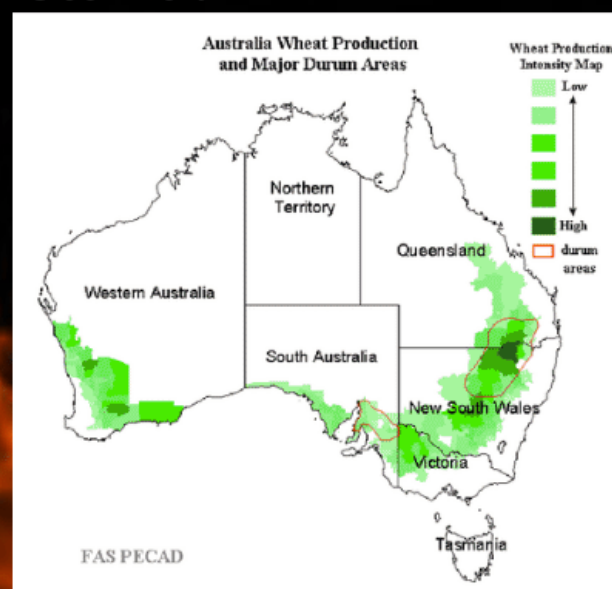 Australia Wheat Production
and Major Durum Areas
Wheat Production
Intensity Map
Low
High
durum
areas
Northern
Territory
Queensland
Western Australia
South Australia
New South Wales
Victoria
Tasmania
FAS PECAD